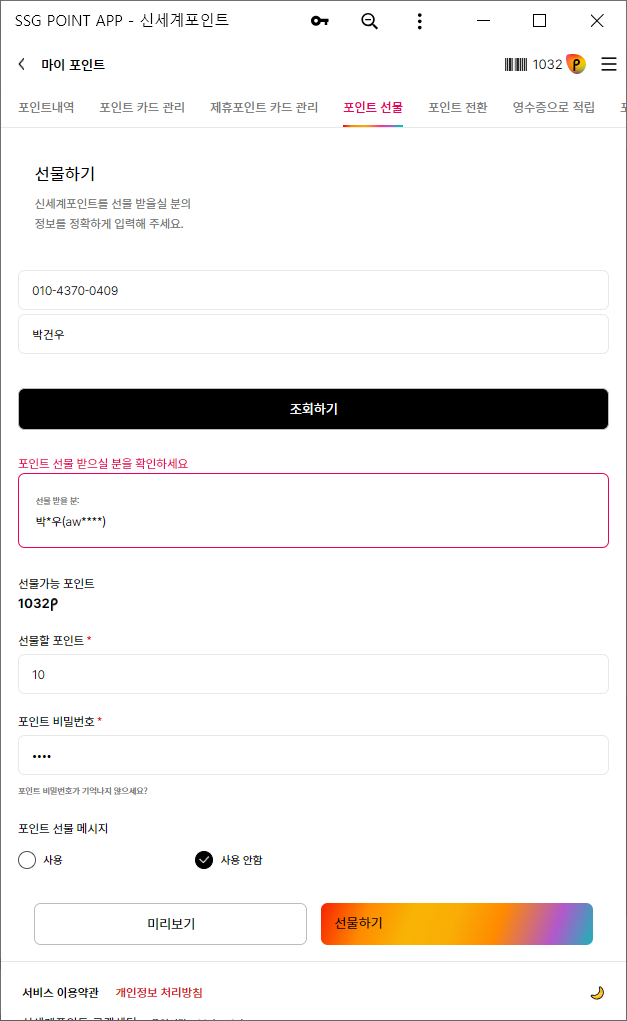 SSG POINT APP - 신세계포인트
마이 포인트
1032
포인트내역 포인트 카드 관리 제휴포인트 카드 관리 포인트 선물 포인트 전환 영수증으로 적립
선물하기
신세계포인트를 선물 받을실 분의
정보를 정확하게 입력해 주세요.
010-4370-0409
박건우
조회하기
포인트 선물 받으실 분을 확인하세요
선물 받을 분:
박*우(aw****)
선물가능 포인트
1032P
선물할 포인트 *
10
포인트 비밀번호 *
••••
포인트 비밀번호가 기억나지 않으세요?
포인트 선물 메시지
사용 사용 안함
미리보기 선물하기
서비스 이용약관 개인정보 처리방침